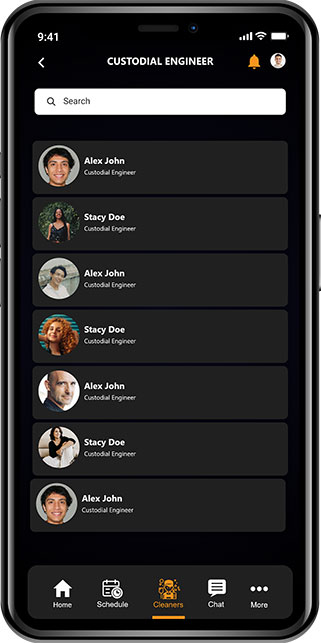 9:41
CUSTODIAL ENGINEER
Search
Alex John
Custodial Engineer
Stacy Doe
Custodial Engineer
Alex John
Custodial Engineer
Stacy Doe
Custodial Engineer
Alex John
Custodial Engineer
Stacy Doe
Custodial Engineer
Alex John
Custodial Engineer
Home Schedule Cleaners Chat More